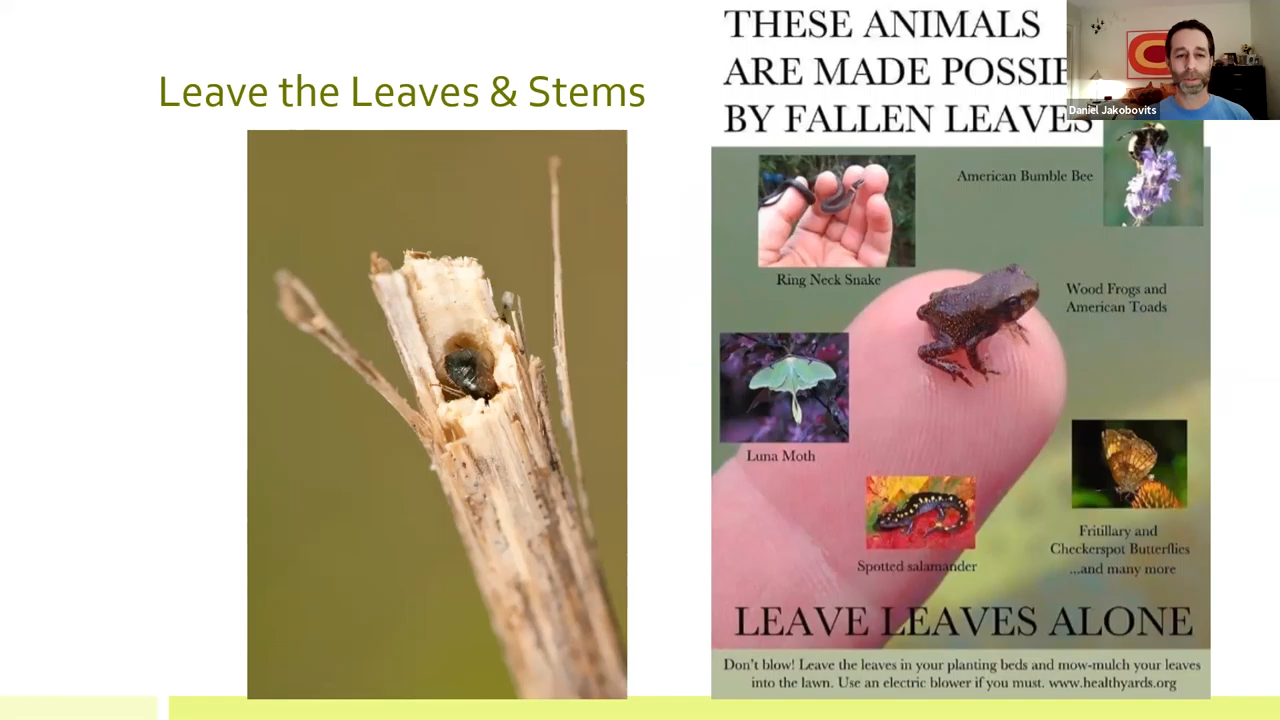 Leave the Leaves & Stems
THESE ANIMALS
ARE MADE
BY FALLEN LEAVES
Daniel Jakobovits
American Bumble Bee
Ring Neck Snake
Wood Frogs and
American Toads
Luna Moth
Spotted salamander
Fritillary and
Checkerspot Butterflies
...and many more
LEAVE LEAVES ALONE
Don't blow! Leave the leaves in your planting beds and mow-mulch your leaves
into the lawn. Use an electric blower if you must. www.healthyards.org